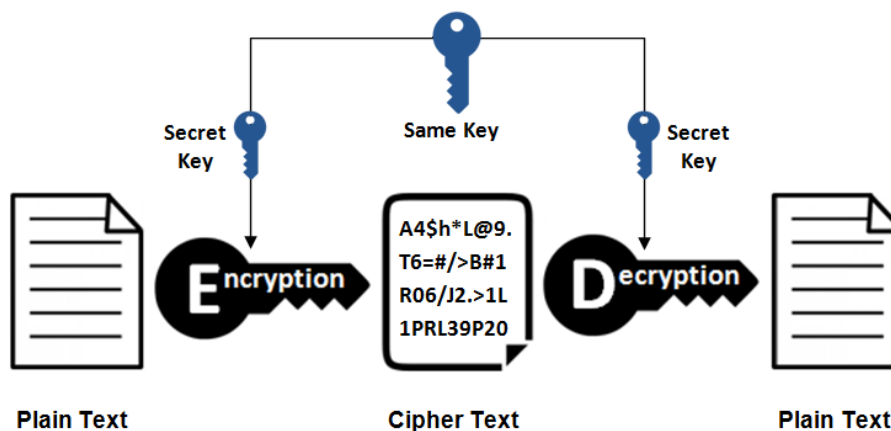 Same Key
Secret
Key
Secret
Key
Encryption
A4$h*L@9.
T6=#/>B#1
R06/J2.>1L
1PRL39P20
Decryption
Plain Text
Cipher Text
Plain Text